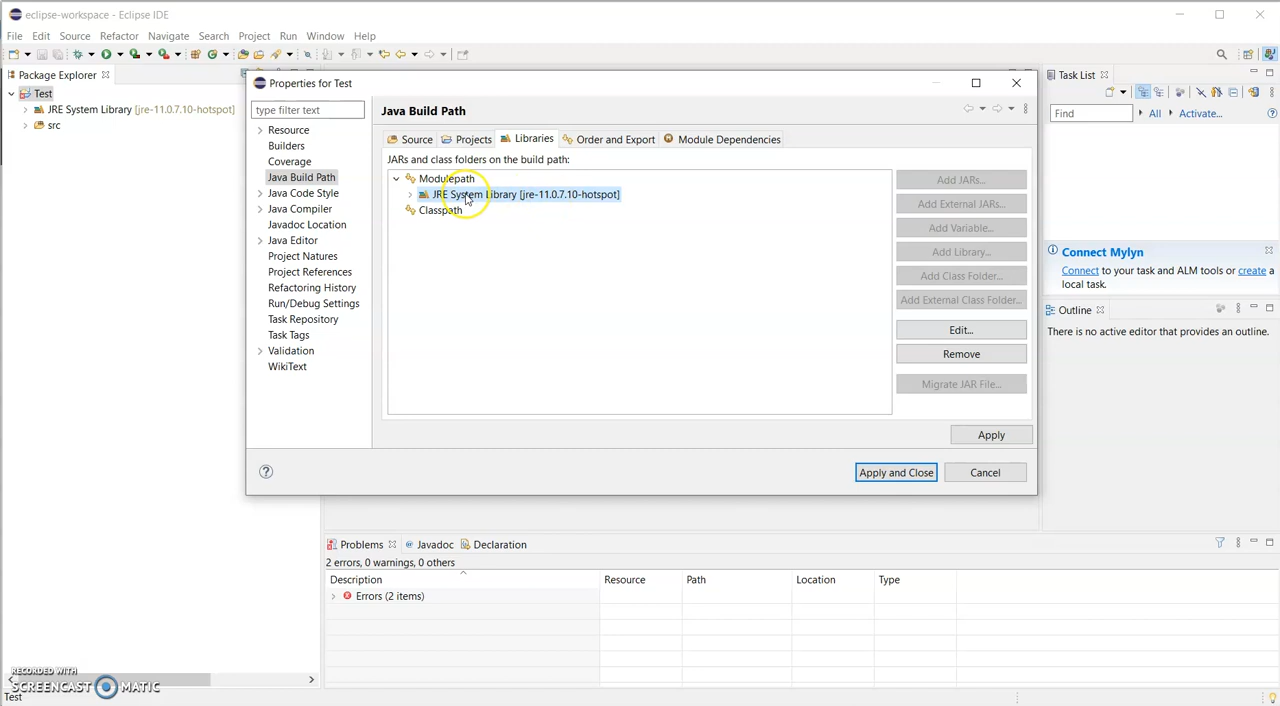 eclipse-workspace - Eclipse IDE
File Edit Source Refactor Navigate Search Project Run Window Help
Package Explorer
Test
JRE System Library [jre-11.0.7.10-hotspot]
src
Properties for Test
type filter text
Resource
Builders
Coverage
Java Build Path
Java Code Style
Java Compiler
Javadoc Location
Java Editor
Project Natures
Project References
Refactoring History
Run/Debug Settings
Task Repository
Task Tags
Validation
WikiText
Java Build Path
Source Projects Libraries Order and Export Module Dependencies
JARs and class folders on the build path:
Modulepath
JRE System Library [jre-11.0.7.10-hotspot]
Classpath
Add JARs...
Add External JARs...
Add Variable...
Add Library...
Add Class Folder...
Add External Class Folder...
Edit...
Remove
Migrate JAR File...
Apply
Apply and Close Cancel
Task List
Find All Activate...
Connect Mylyn
Connect to your task and ALM tools or create a
local task.
Outline
There is no active editor that provides an outline.
Problems Javadoc Declaration
2 errors, 0 warnings, 0 others
Description Resource Path Location Type
Errors (2 items)
RECORDED WITH
SCREENCAST MATIC
Test